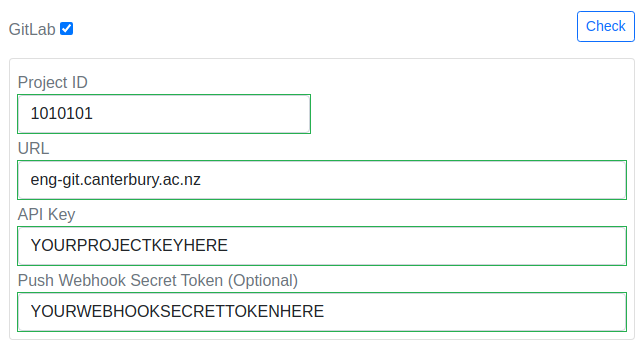 GitLab
Check
Project ID
1010101
URL
eng-git.canterbury.ac.nz
API Key
YOURPROJECTKEYHERE
Push Webhook Secret Token (Optional)
YOURWEBHOOKSECRETTOKENHERE